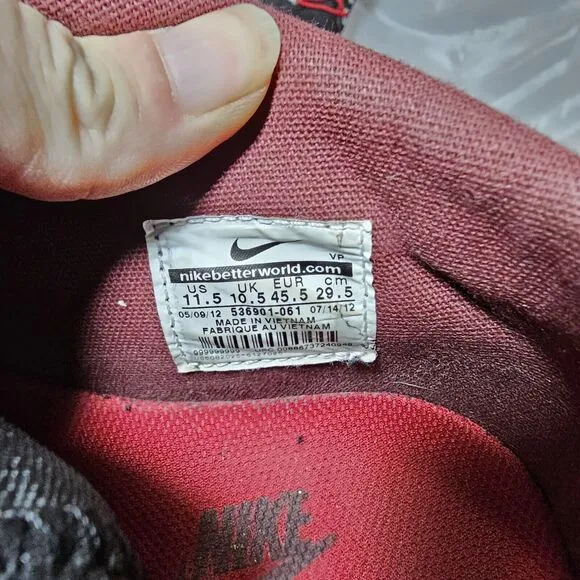 VP
nikebetterworld.com
US UK EUR cm
11.5 10.5 45.5 29.5
05/09/12 536901-061 07/14/12
MADE IN VIETNAM
FABRIQUE AU VIETNAM
NIKE